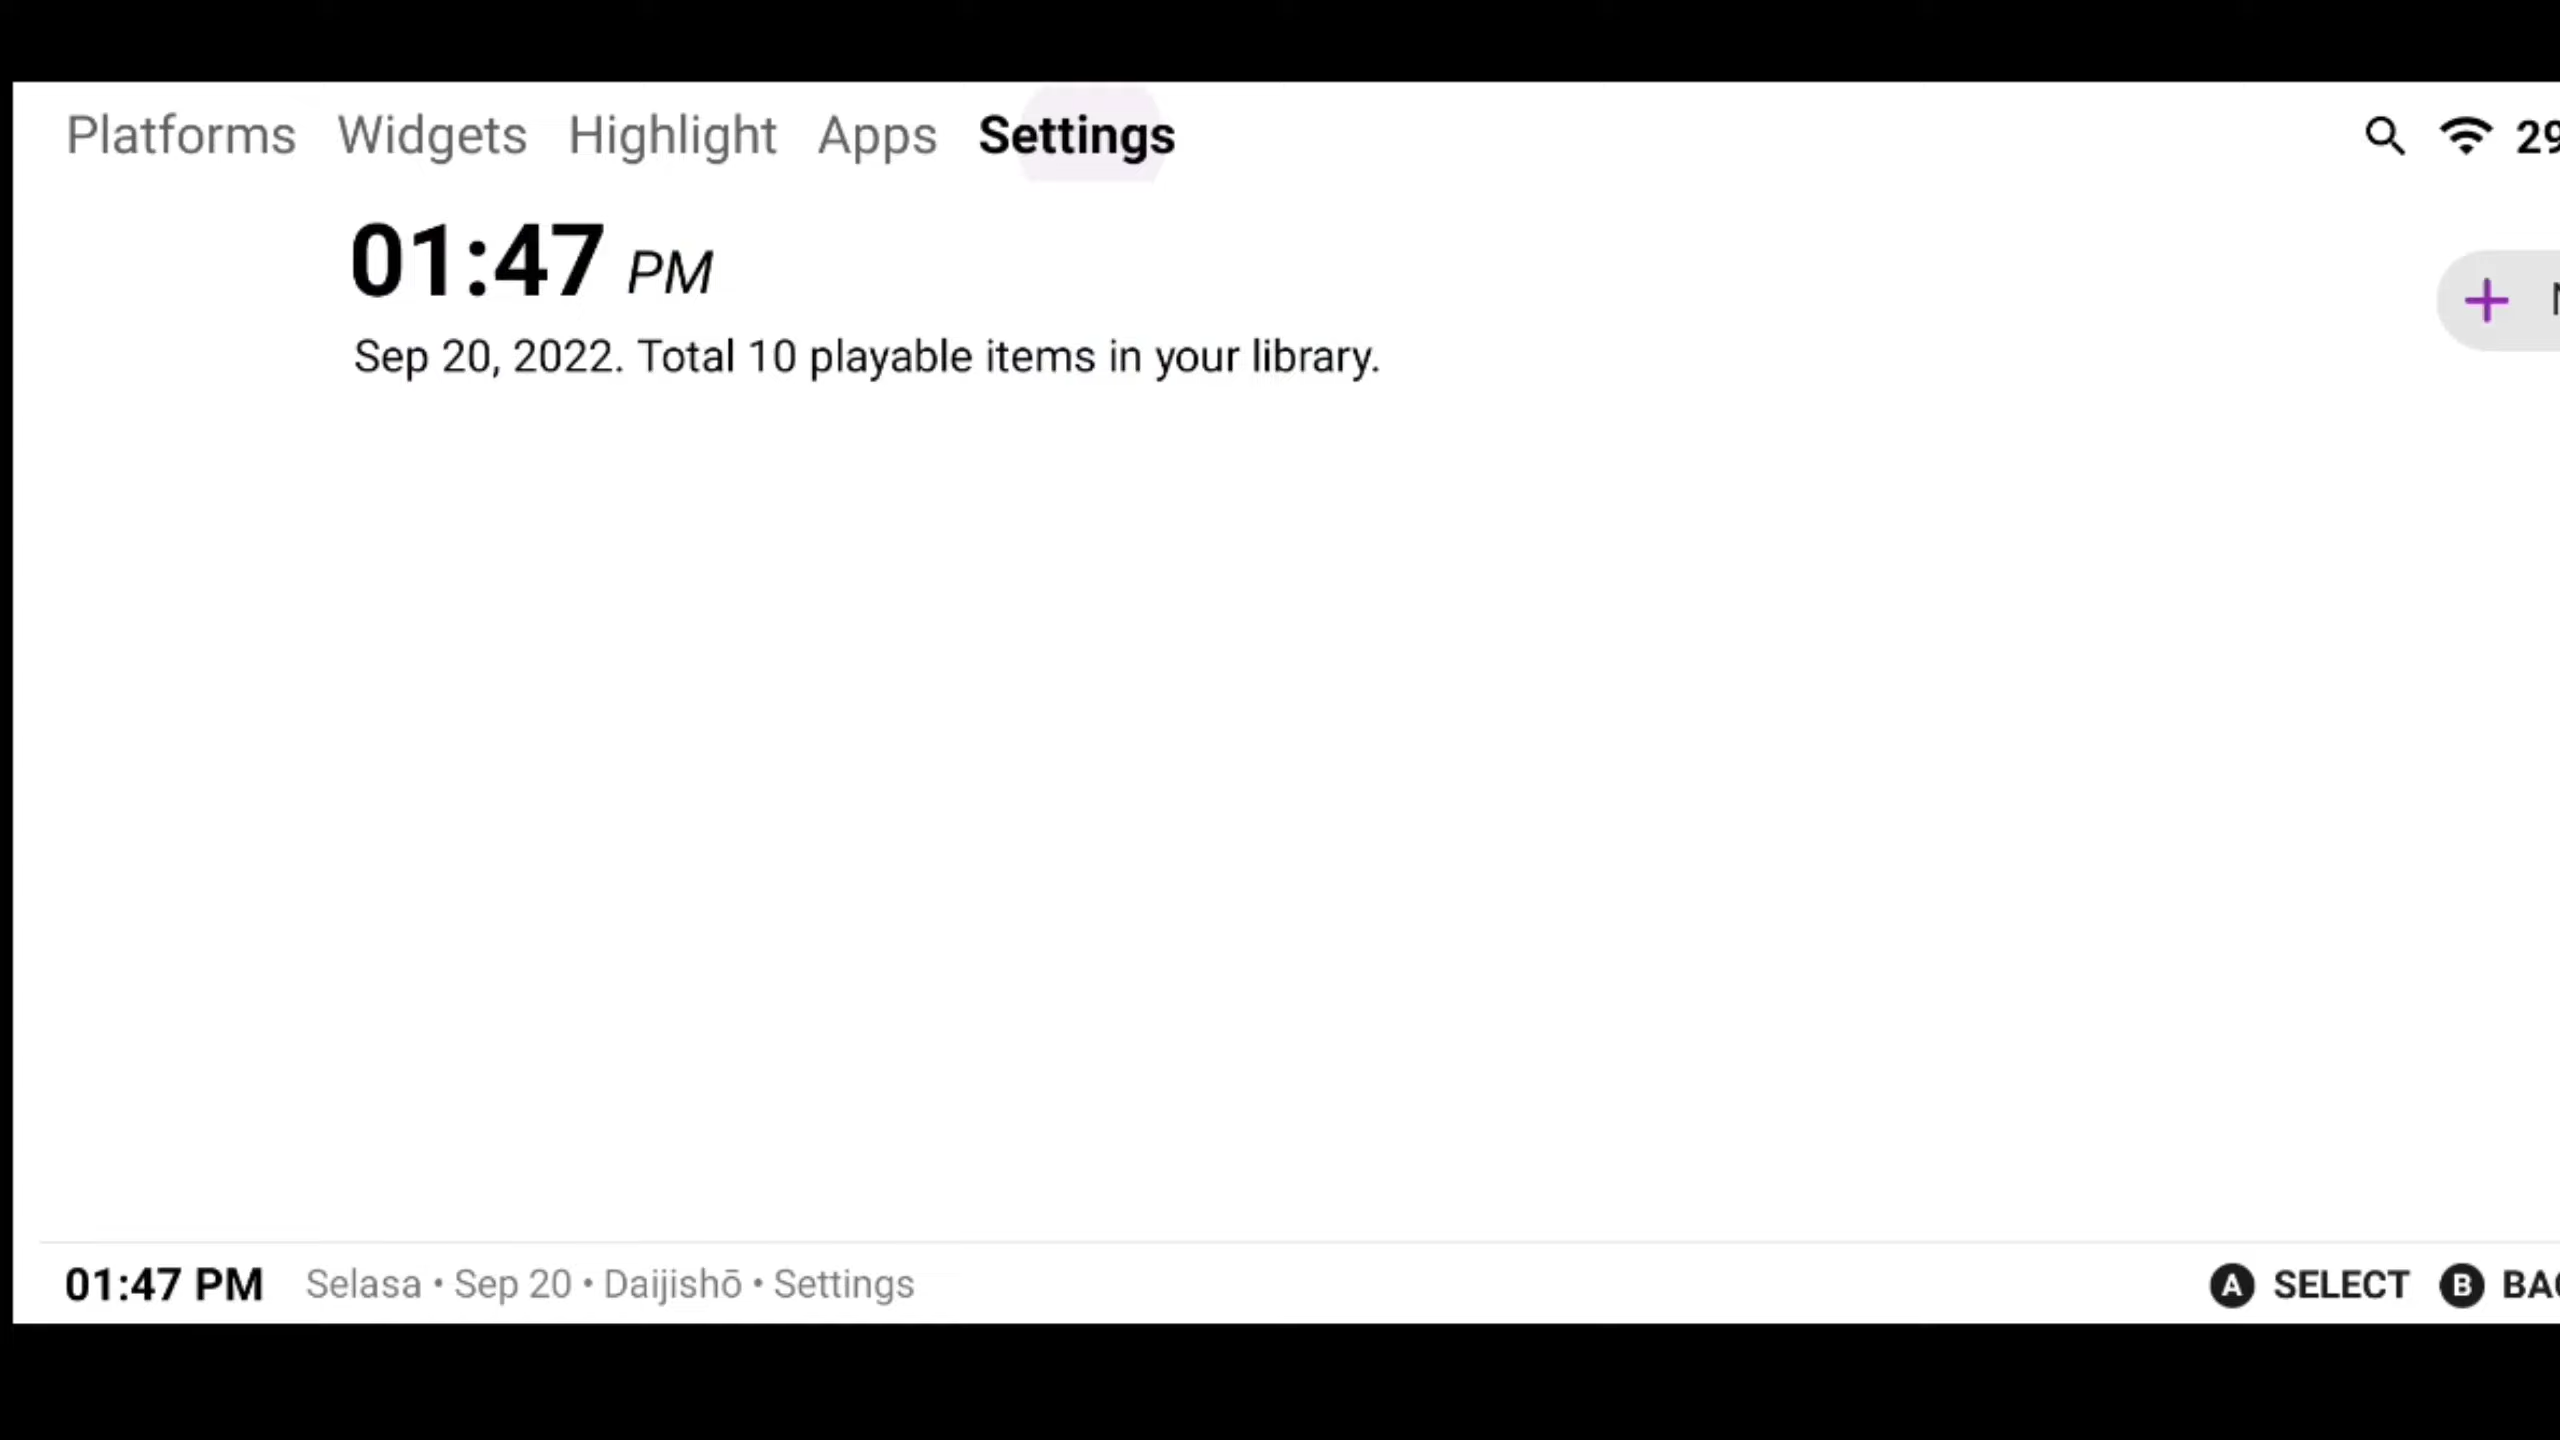 Platforms Widgets Highlight Apps Settings 29
01:47 PM
Sep 20, 2022. Total 10 playable items in your library.
01:47 PM Selasa • Sep 20 • Daijishō • Settings A SELECT B